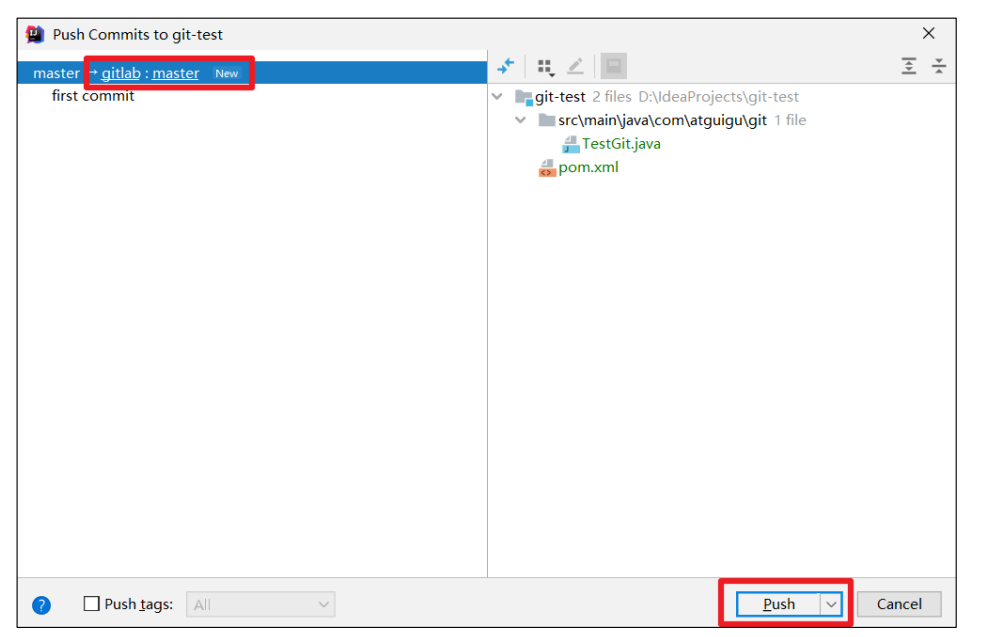 Push Commits to git-test
master → gitlab : master New
first commit
git-test 2 files D:\IdeaProjects\git-test
src\main\java\com\atguigu\git 1 file
TestGit.java
pom.xml
? Push tags: All
Push
Cancel